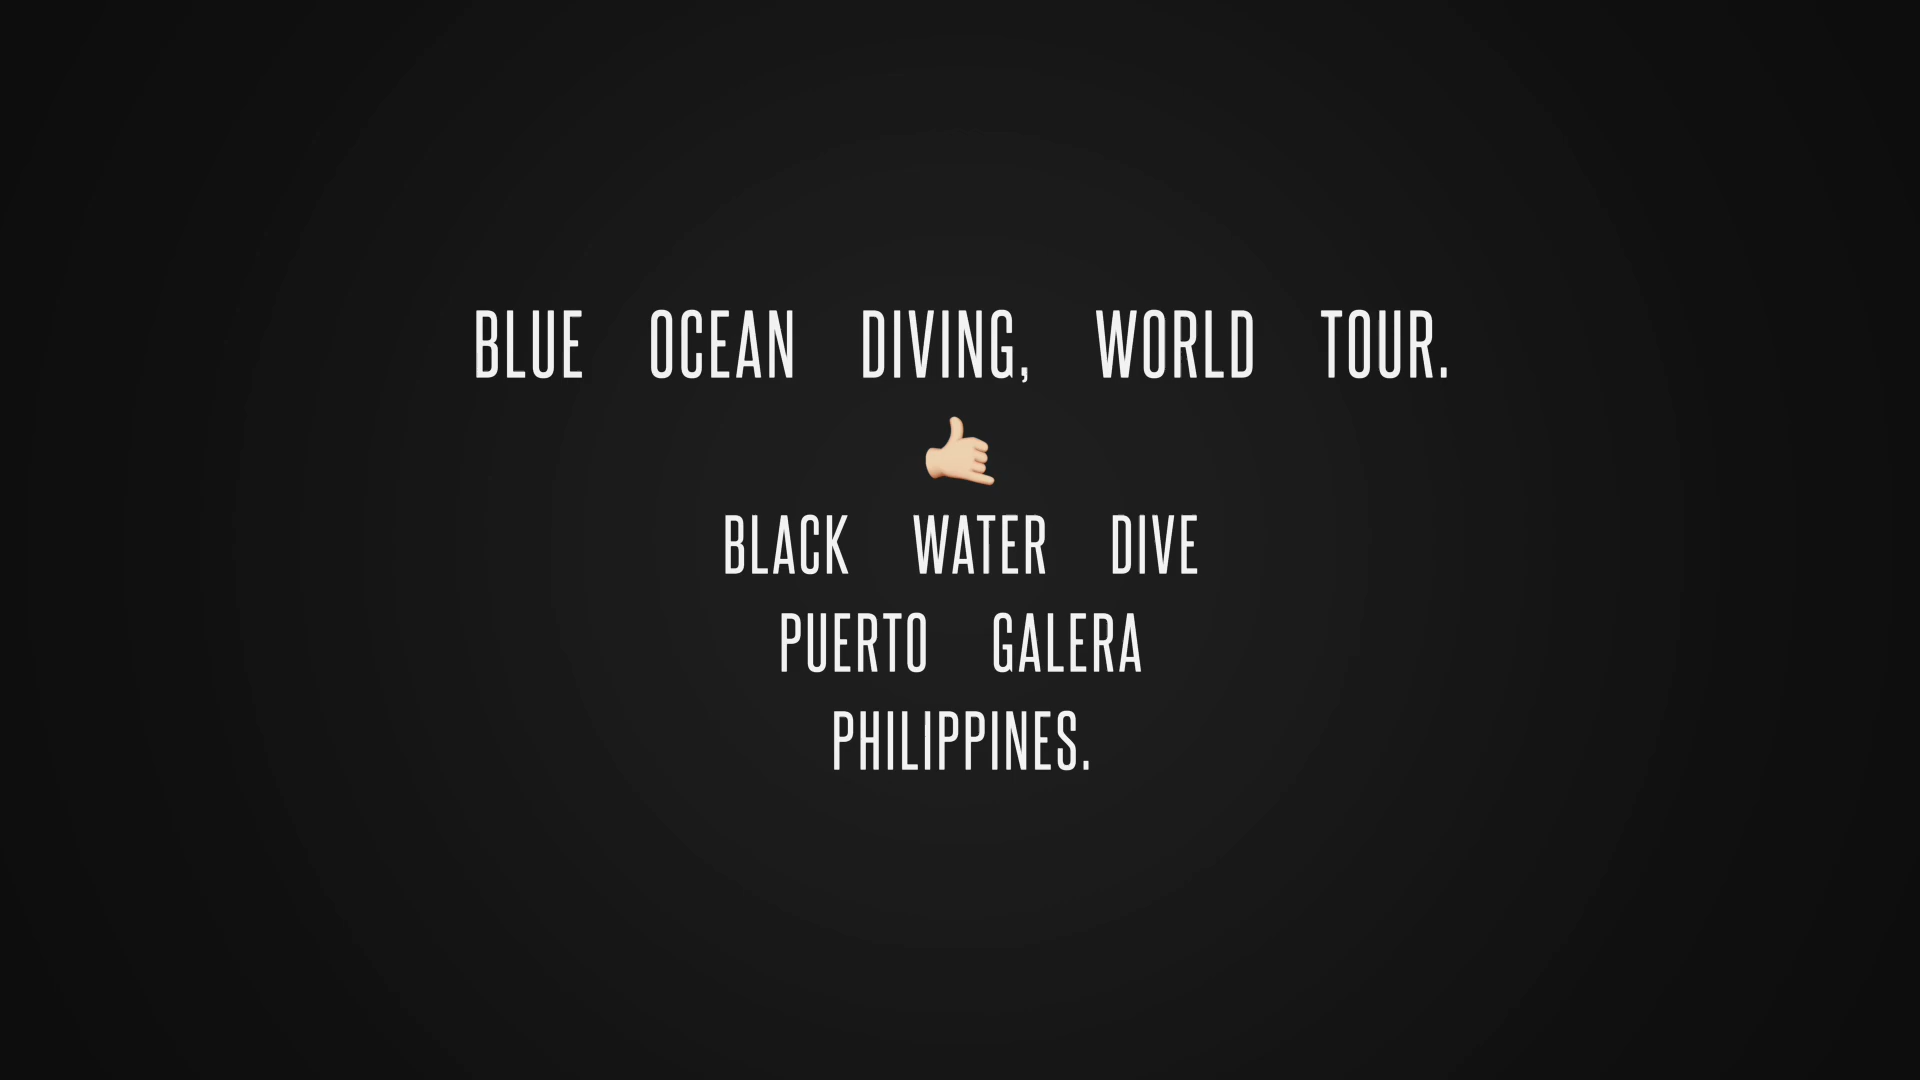 BLUE OCEAN DIVING, WORLD TOUR.
🤙🏼
BLACK WATER DIVE
PUERTO GALERA
PHILIPPINES.